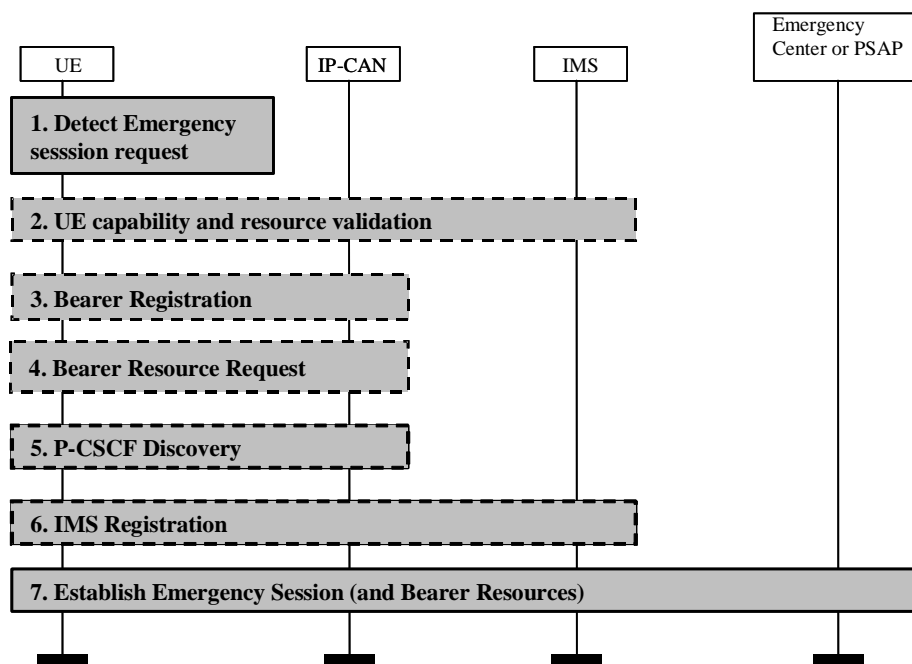 Emergency
Center or PSAP
UE
IP-CAN
IMS
1. Detect Emergency
sesssion request
2. UE capability and resource validation
3. Bearer Registration
4. Bearer Resource Request
5. P-CSCF Discovery
6. IMS Registration
7. Establish Emergency Session (and Bearer Resources)